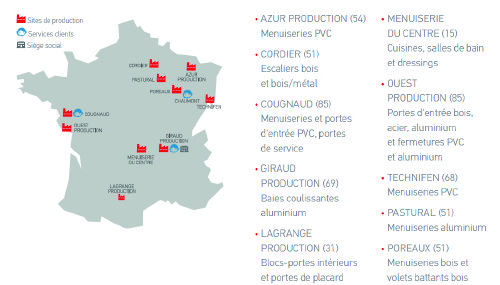 Sites de production
Services clients
Siège social
CORDIER
AZUR
PRODUCTION
PASTURAL
POREAUX
CHAUMONT
TECHNIFEN
COUGNAUD
OUEST
PRODUCTION
GIRAUD
PRODUCTION
MENUISERIE
DU CENTRE
LAGRANGE
PRODUCTION
• AZUR PRODUCTION (54)
Menuiseries PVC
• CORDIER (51)
Escaliers bois
et bois/métal
• COUGNAUD (85)
Menuiseries et portes
d'entrée PVC, portes
de service
• GIRAUD
PRODUCTION (69)
Baies coulissantes
aluminium
• LAGRANGE
PRODUCTION (31)
Blocs-portes intérieurs
et portes de placard
• MENUISERIE
DU CENTRE (15)
Cuisines, salles de bain
et dressings
• OUEST
PRODUCTION (85)
Portes d'entrée bois,
acier, aluminium
et fermetures PVC
et aluminium
• TECHNIFEN (68)
Menuiseries PVC
• PASTURAL (51)
Menuiseries aluminium
• POREAUX (51)
Menuiseries bois et
volets battants bois